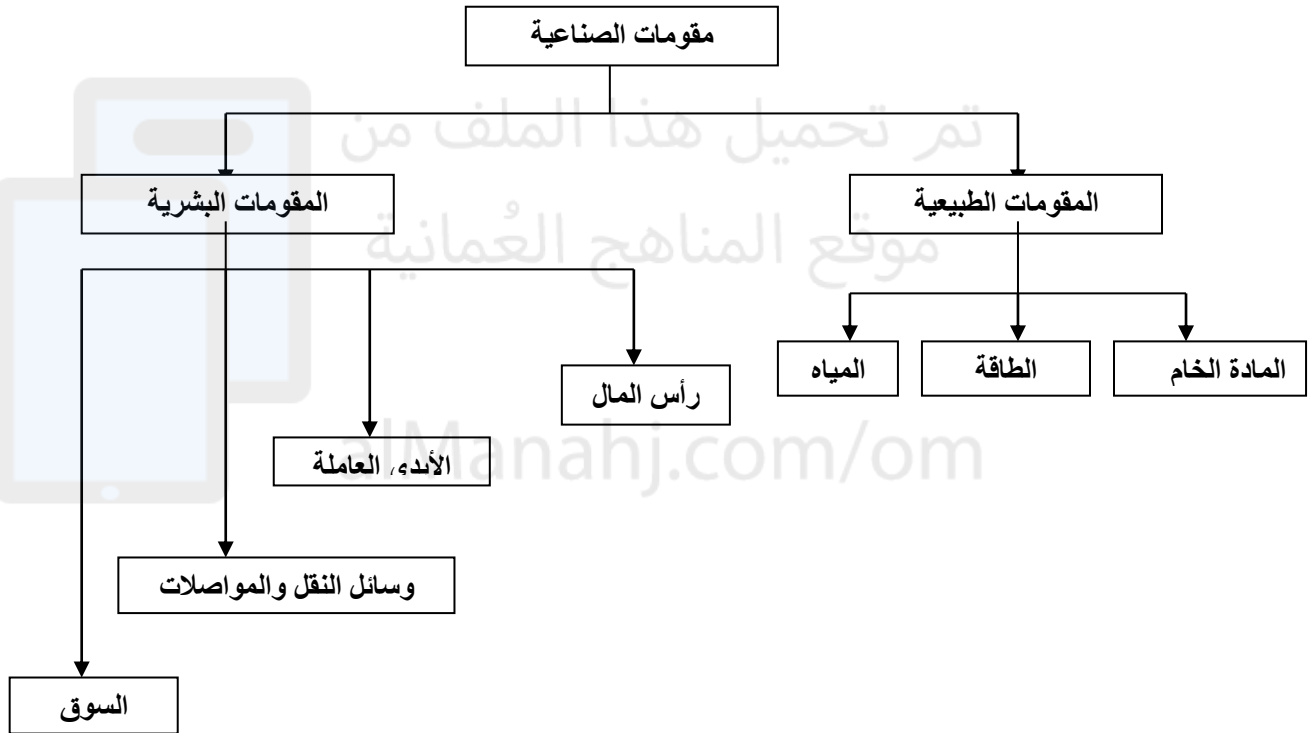 مقومات الصناعية
تم تحميل هذا الملف من
المقومات الطبيعية
المقومات البشرية
موقع المناهج العُمانية
المادة الخام
الطاقة
المياه
رأس المال
الأيدي العاملة
alManahj.com/om
وسائل النقل والمواصلات
السوق